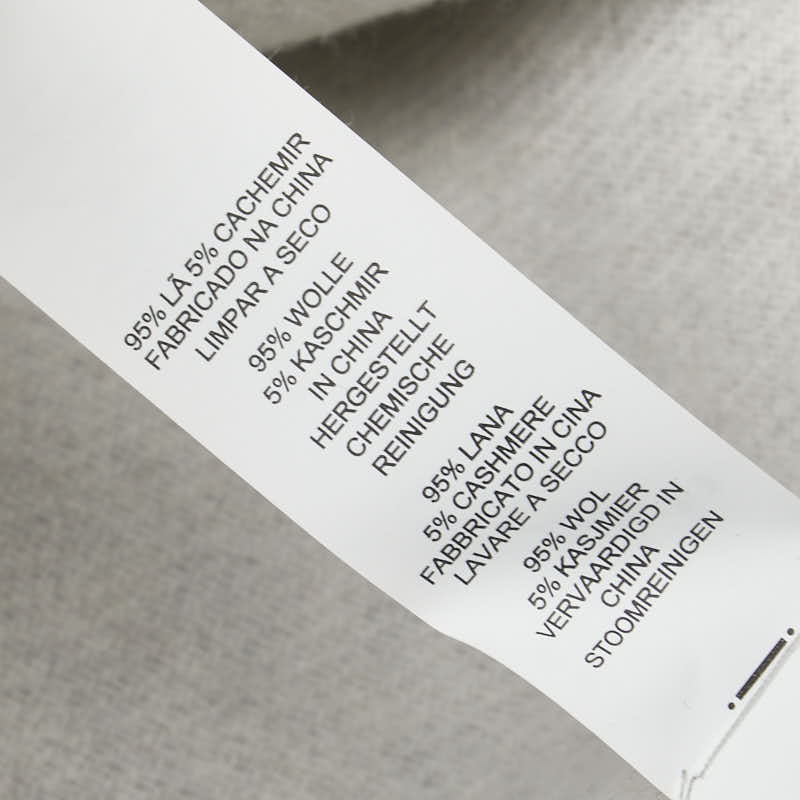 95% LÃ 5% CACHEMIR
FABRICADO NA CHINA
LIMPAR A SECO
95% WOLLE
5% KASCHMIR
IN CHINA
HERGESTELLT
CHEMISCHE
REINIGUNG
95% LANA
5% CASHMERE
FABBRICATO IN CINA
LAVARE A SECCO
95% WOL
5% KASJMIER
VERVAARDIGD IN
CHINA
STOOMREINIGEN